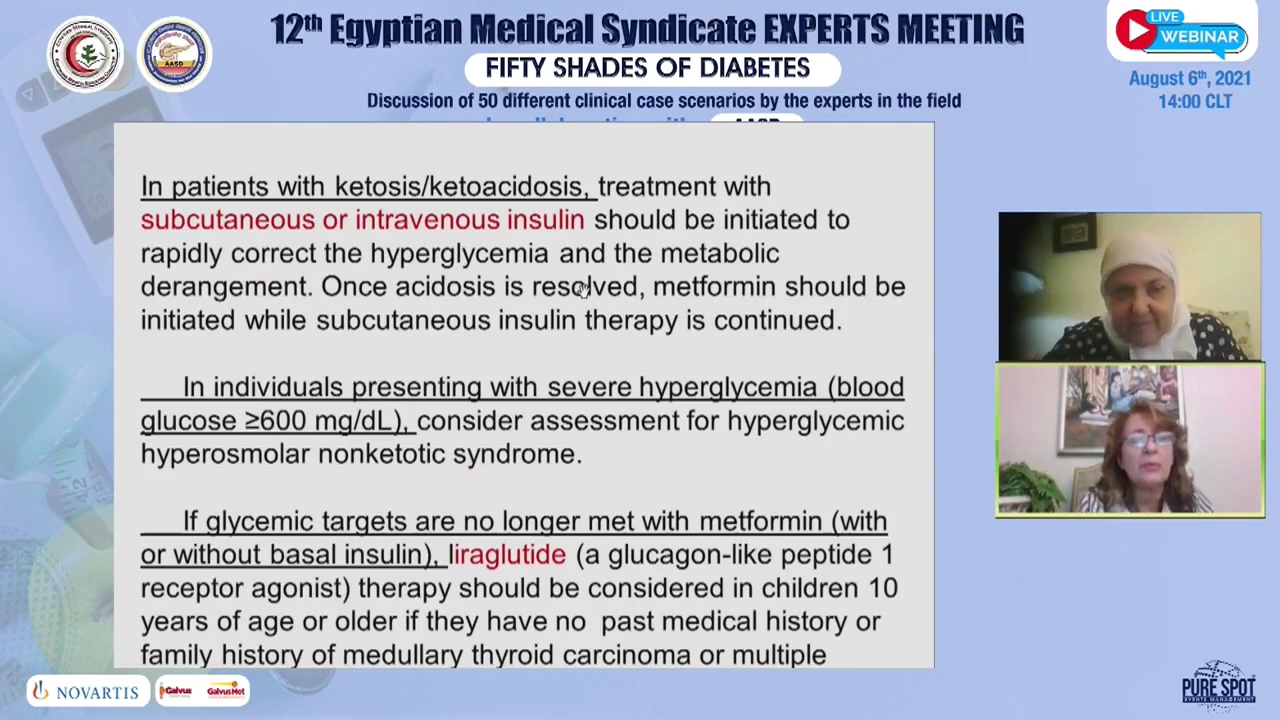 12th Egyptian Medical Syndicate EXPERTS MEETING
FIFTY SHADES OF DIABETES
Discussion of 50 different clinical case scenarios by the experts in the field
LIVE
WEBINAR
August 6th, 2021
14:00 CLT
AASD
In patients with ketosis/ketoacidosis, treatment with
subcutaneous or intravenous insulin should be initiated to
rapidly correct the hyperglycemia and the metabolic
derangement. Once acidosis is resolved, metformin should be
initiated while subcutaneous insulin therapy is continued.
In individuals presenting with severe hyperglycemia (blood
glucose ≥600 mg/dL), consider assessment for hyperglycemic
hyperosmolar nonketotic syndrome.
If glycemic targets are no longer met with metformin (with
or without basal insulin), liraglutide (a glucagon-like peptide 1
receptor agonist) therapy should be considered in children 10
years of age or older if they have no past medical history or
family history of medullary thyroid carcinoma or multiple
NOVARTIS
Galvus
GalvusMet
PURE SPOT
EVENTS MANAGEMENT